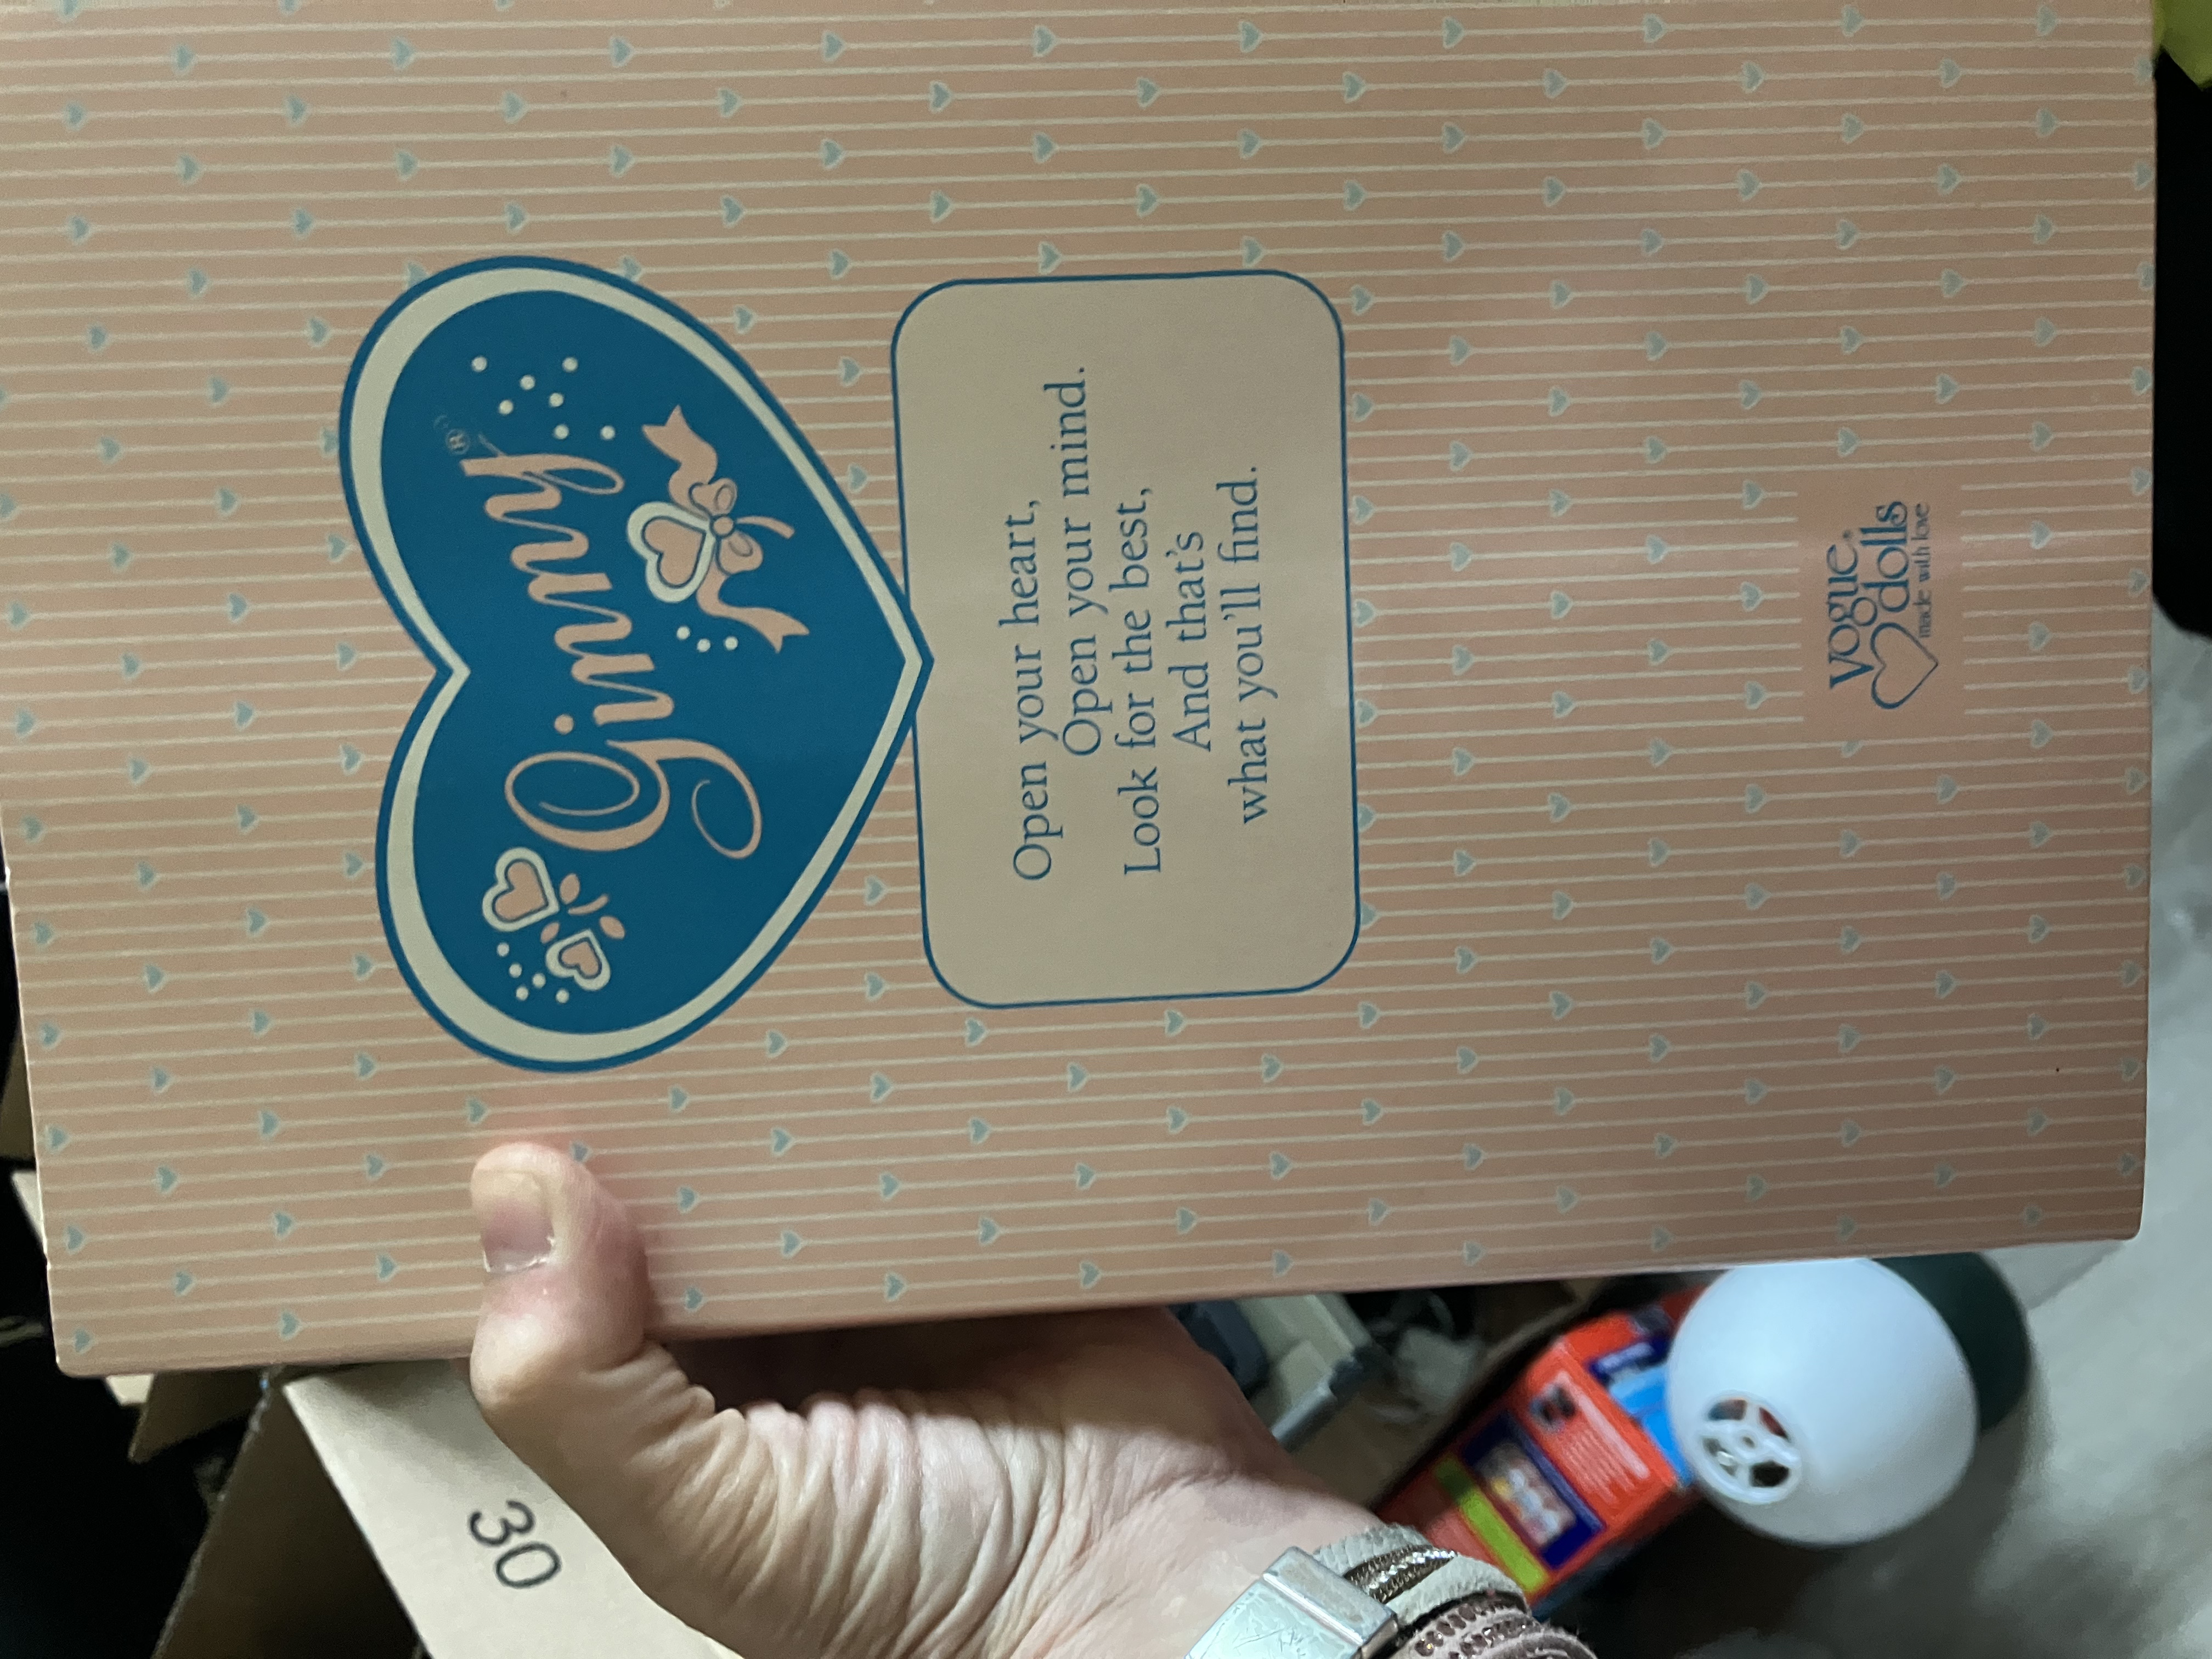 Ginny®
Open your heart,
Open your mind.
Look for the best,
And that's
what you'll find.
vogue®
dolls
made with love
30